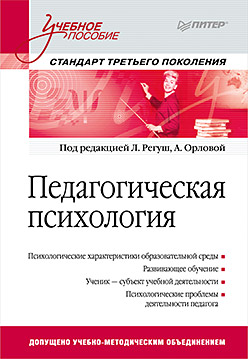 Учебное
пособие
ПИТЕР®
СТАНДАРТ ТРЕТЬЕГО ПОКОЛЕНИЯ
Под редакцией Л. Регуш, А. Орловой
Педагогическая
психология
Психологические характеристики образовательной среды
Развивающее обучение
Ученик — субъект учебной деятельности
Психологические проблемы
деятельности педагога
ДОПУЩЕНО УЧЕБНО-МЕТОДИЧЕСКИМ ОБЪЕДИНЕНИЕМ